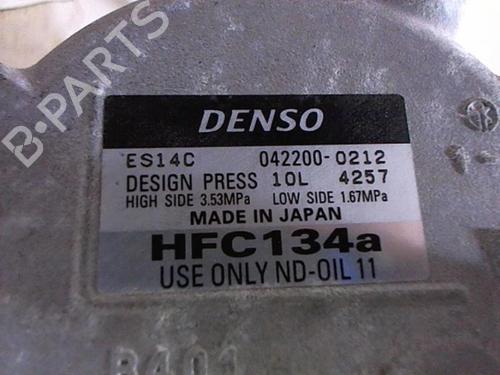 B-PARTS
DENSO
ES14C 042200-0212
DESIGN PRESS 10L 4257
HIGH SIDE 3.53MPa LOW SIDE 1.67MPa
MADE IN JAPAN
HFC134a
USE ONLY ND-OIL 11